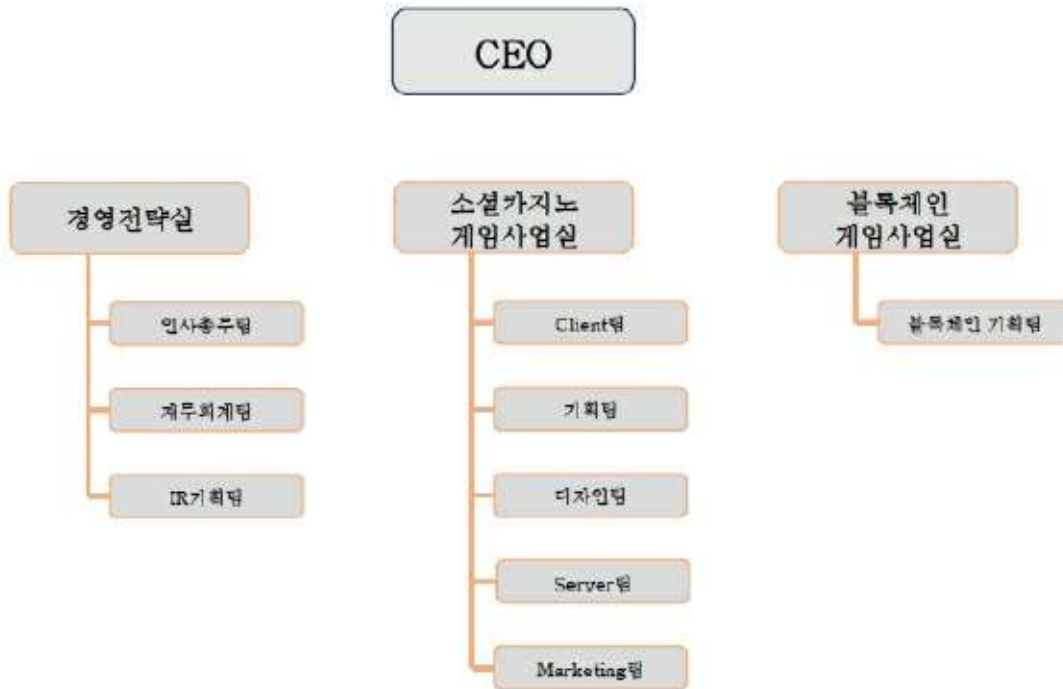 CEO
경영전략실
인사총무팀
재무회계팀
IR기획팀
소셜카지노
게임사업실
Client팀
기획팀
디자인팀
Server팀
Marketing팀
블록체인
게임사업실
블록체인 기획팀